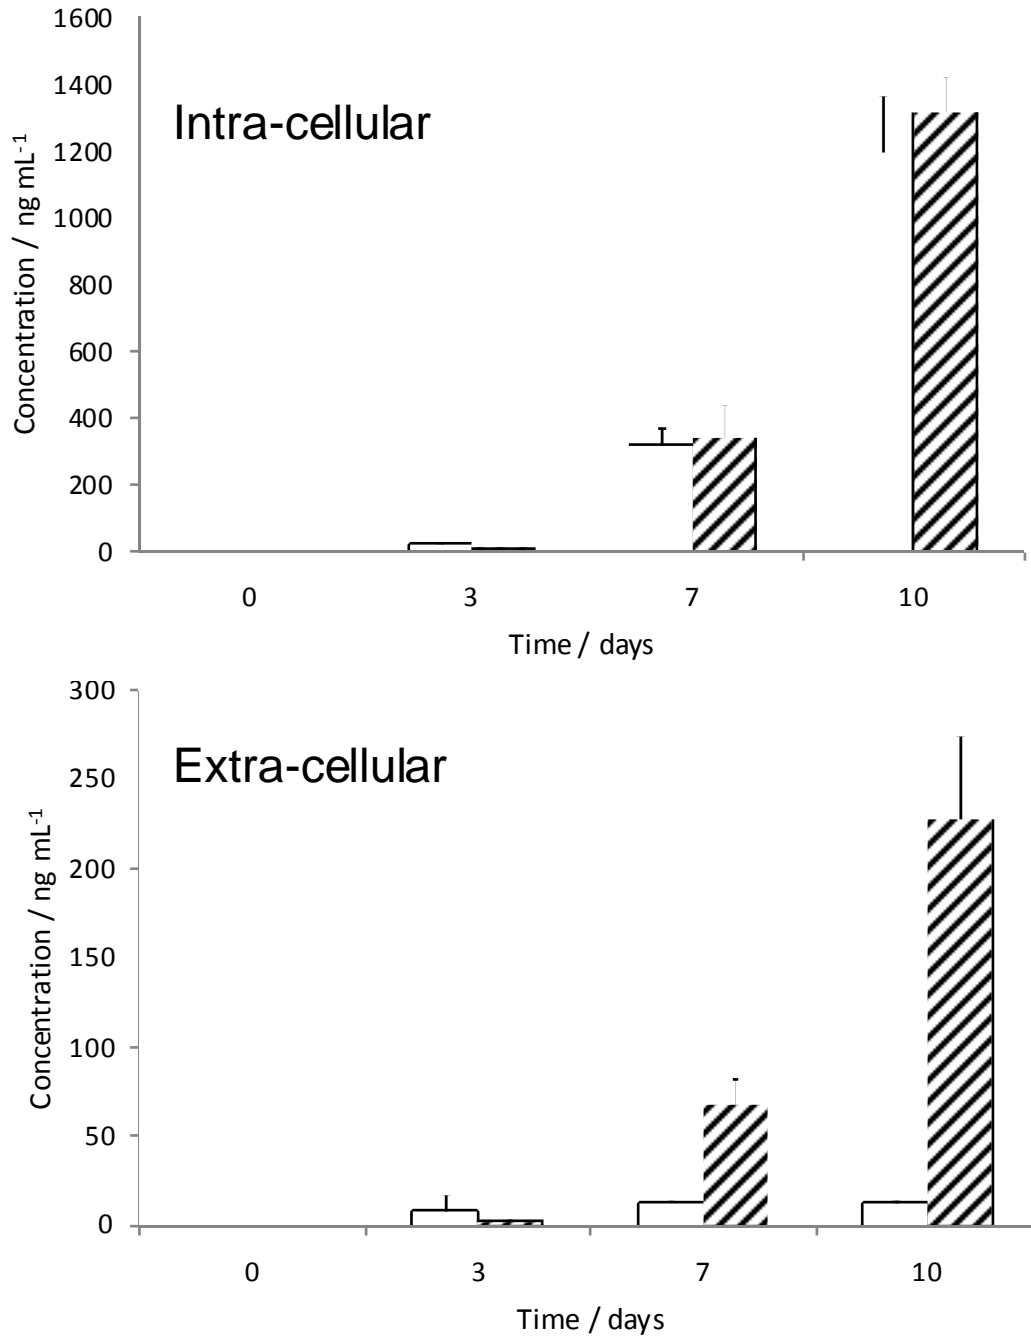 1600
1400
1200
1000
800
600
400
200
0
Concentration / ng mL⁻¹
Intra-cellular
0 3 7 10
Time / days
300
250
200
150
100
50
0
Concentration / ng mL⁻¹
Extra-cellular
0 3 7 10
Time / days